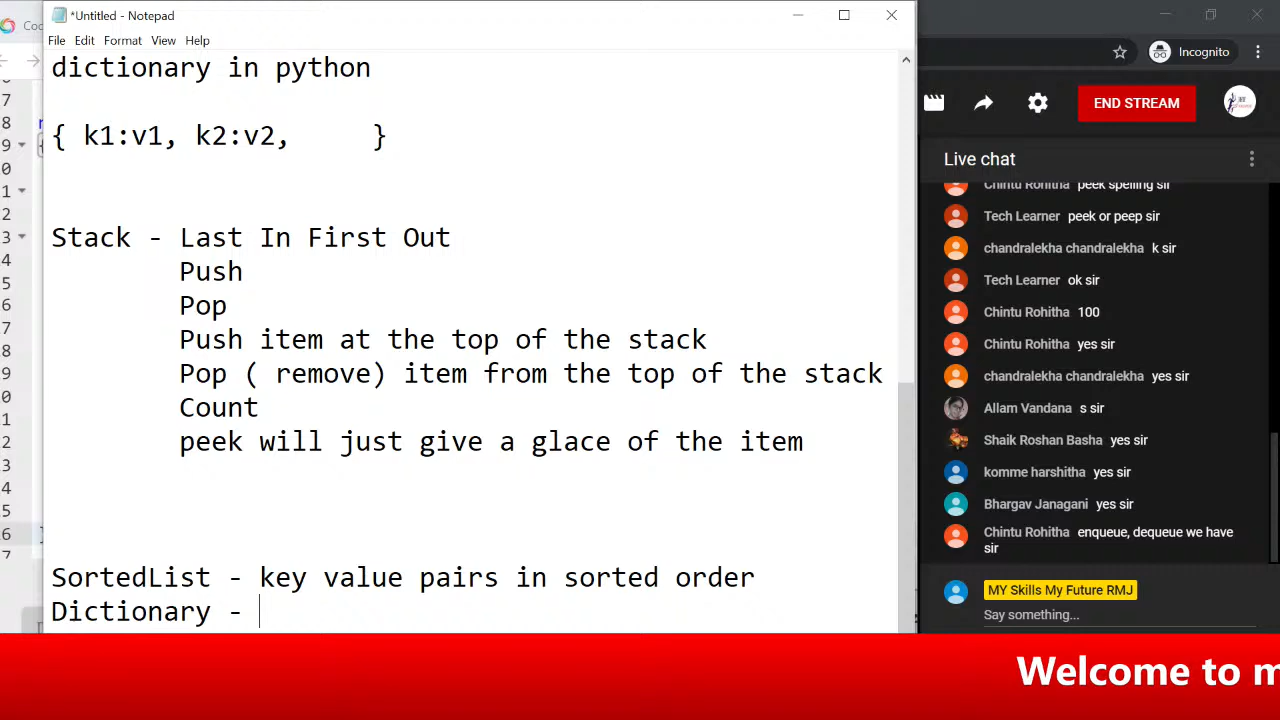 *Untitled - Notepad
File Edit Format View Help
dictionary in python
{ k1:v1, k2:v2, }
Stack - Last In First Out
Push
Pop
Push item at the top of the stack
Pop ( remove) item from the top of the stack
Count
peek will just give a glace of the item
SortedList - key value pairs in sorted order
Dictionary -
Incognito
END STREAM
Live chat
Chintu Rohitha peek spelling sir
Tech Learner peek or peep sir
chandralekha chandralekha k sir
Tech Learner ok sir
Chintu Rohitha 100
Chintu Rohitha yes sir
chandralekha chandralekha yes sir
Allam Vandana s sir
Shaik Roshan Basha yes sir
komme harshitha yes sir
Bhargav Janagani yes sir
Chintu Rohitha enqueue, dequeue we have
sir
MY Skills My Future RMJ
Say something...
Welcome to m